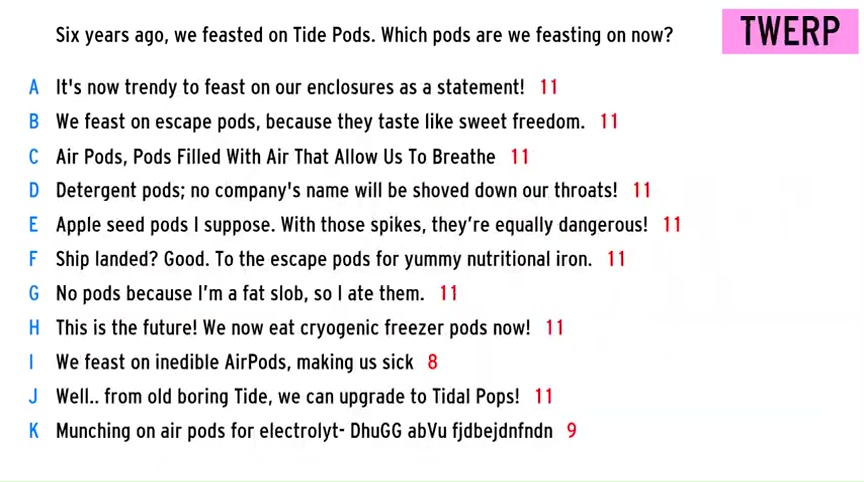 Six years ago, we feasted on Tide Pods. Which pods are we feasting on now?
TWERP
A It's now trendy to feast on our enclosures as a statement! 11
B We feast on escape pods, because they taste like sweet freedom. 11
C Air Pods, Pods Filled With Air That Allow Us To Breathe 11
D Detergent pods; no company's name will be shoved down our throats! 11
E Apple seed pods I suppose. With those spikes, they’re equally dangerous! 11
F Ship landed? Good. To the escape pods for yummy nutritional iron. 11
G No pods because I’m a fat slob, so I ate them. 11
H This is the future! We now eat cryogenic freezer pods now! 11
I We feast on inedible AirPods, making us sick 8
J Well.. from old boring Tide, we can upgrade to Tidal Pops! 11
K Munching on air pods for electrolyt- DhuGG abVu fjdbejdnfndn 9